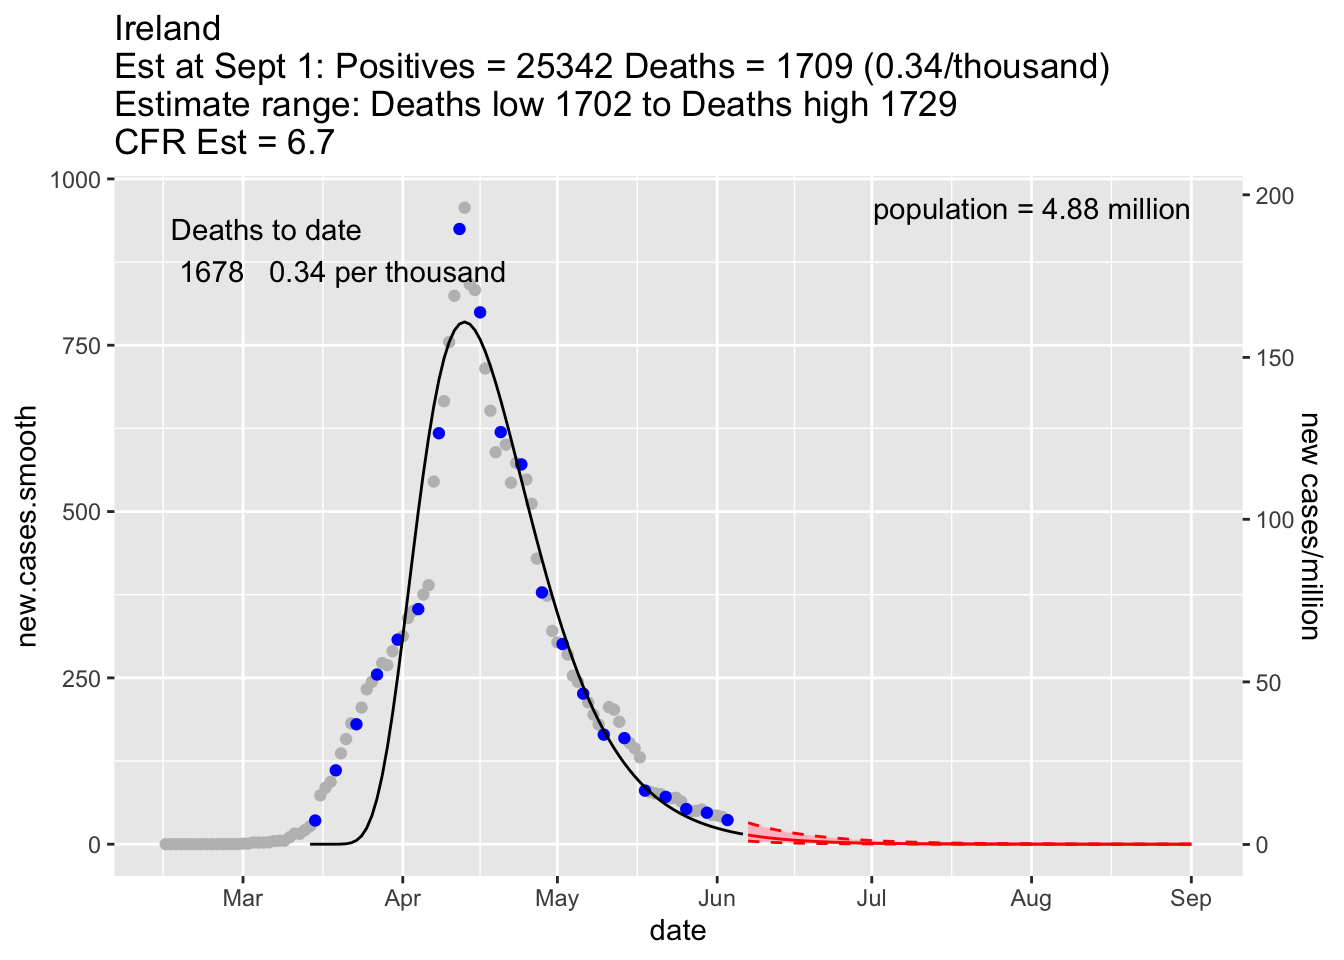 Ireland
Est at Sept 1: Positives = 25342 Deaths = 1709 (0.34/thousand)
Estimate range: Deaths low 1702 to Deaths high 1729
CFR Est = 6.7
Deaths to date
1678 0.34 per thousand
population = 4.88 million
new.cases.smooth
1000
750
500
250
0
200
150
100
50
0
new cases/million
Mar Apr May Jun Jul Aug Sep
date